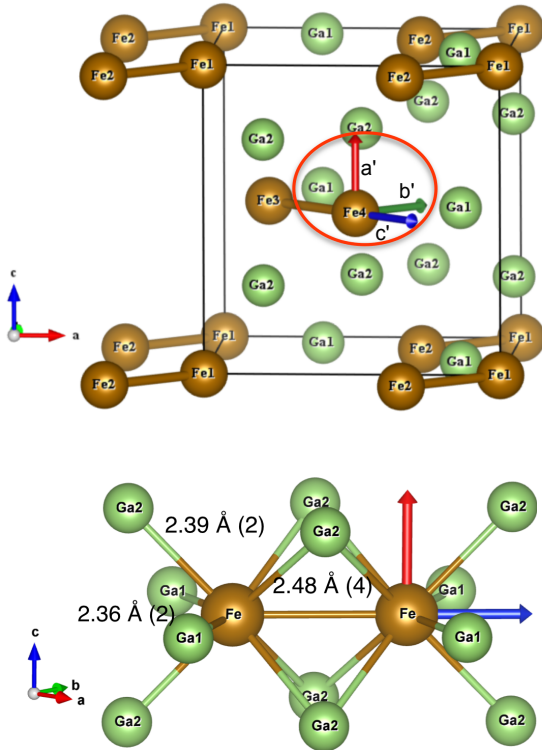 Fe2 Fe1 Ga1 Fe2 Fe1
Fe2 Fe1 Ga1 Fe2 Fe1
Ga2 Ga2 Ga2 Ga2
a'
Ga1 b'
Fe3 Fe4 Ga1
c'
Ga2 Ga2 Ga2 Ga2
c
a
Fe2 Fe1 Ga1 Fe2 Fe1
Fe2 Fe1 Ga1 Fe2 Fe1
Ga2 Ga2 Ga2
2.39 Å (2) Ga2
Ga1 2.48 Å (4) Ga1
2.36 Å (2) Fe Fe
Ga1 Ga1
c
b
a
Ga2 Ga2 Ga2 Ga2